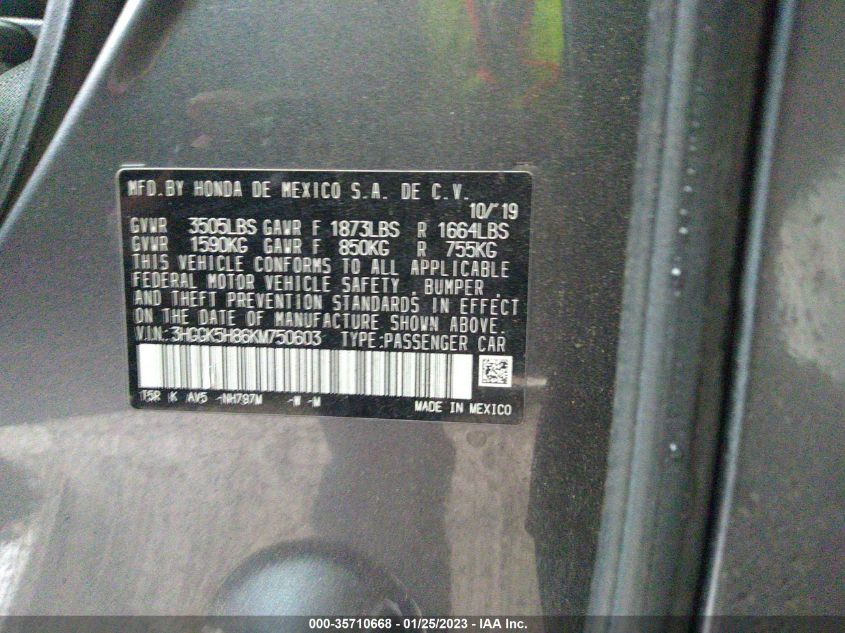 MFD.BY HONDA DE MEXICO S.A. DE C.V.
10/'19
GVWR 3505LBS GAWR F 1873LBS R 1664LBS
GVWR 1590KG GAWR F 850KG R 755KG
THIS VEHICLE CONFORMS TO ALL APPLICABLE
FEDERAL MOTOR VEHICLE SAFETY, BUMPER
AND THEFT PREVENTION STANDARDS IN EFFECT
ON THE DATE OF MANUFACTURE SHOWN ABOVE.
VIN:3HGGK5H86KM750603 TYPE:PASSENGER CAR
T5R K AV5 -NH797M -W -M
MADE IN MEXICO
000-35710668 - 01/25/2023 - IAA Inc.